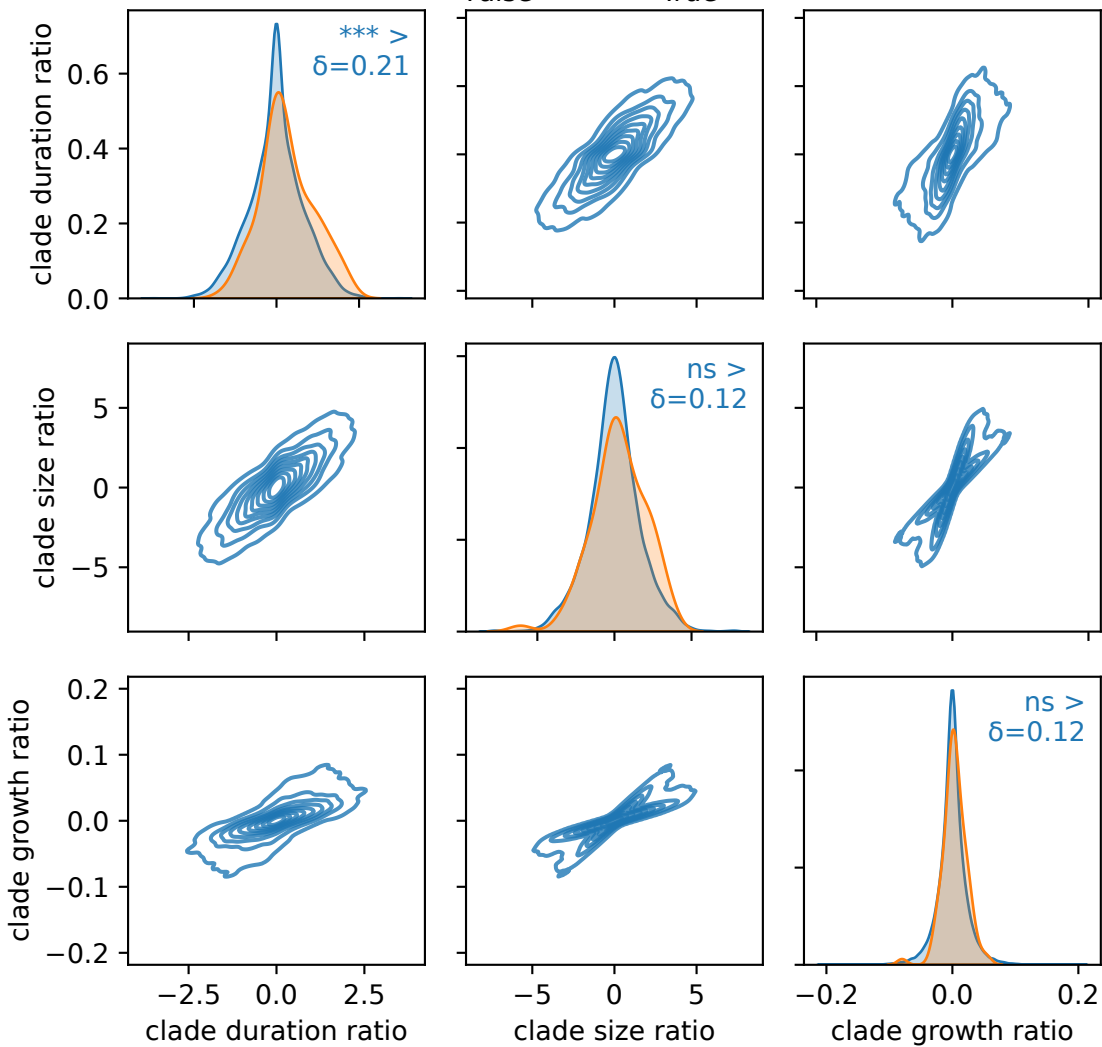 *** >
δ=0.21
0.6
0.4
0.2
0.0
clade duration ratio
ns >
δ=0.12
5
0
−5
clade size ratio
ns >
δ=0.12
0.2
0.1
0.0
−0.1
−0.2
clade growth ratio
−2.5 0.0 2.5
−5 0 5
−0.2 0.0 0.2
clade duration ratio
clade size ratio
clade growth ratio